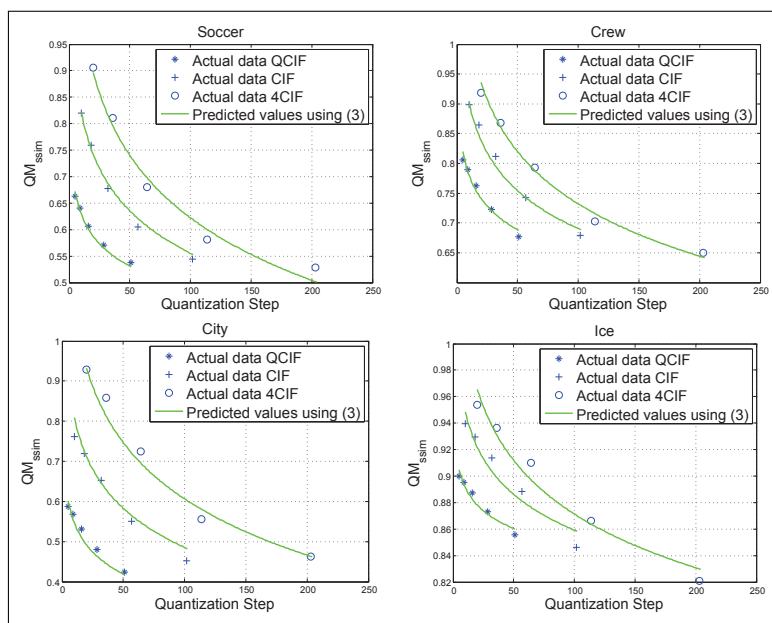 Soccer
0.95
0.9
0.85
0.8
0.75
0.7
0.65
0.6
0.55
0.5
0 50 100 150 200 250
QM_ssim
Quantization Step
Actual data QCIF
Actual data CIF
Actual data 4CIF
Predicted values using (3)
Crew
1
0.95
0.9
0.85
0.8
0.75
0.7
0.65
0 50 100 150 200 250
QM_ssim
Quantization Step
Actual data QCIF
Actual data CIF
Actual data 4CIF
Predicted values using (3)
City
1
0.9
0.8
0.7
0.6
0.5
0.4
0 50 100 150 200 250
QM_ssim
Quantization Step
Actual data QCIF
Actual data CIF
Actual data 4CIF
Predicted values using (3)
Ice
1
0.98
0.96
0.94
0.92
0.9
0.88
0.86
0.84
0.82
0 50 100 150 200 250
QM_ssim
Quantization Step
Actual data QCIF
Actual data CIF
Actual data 4CIF
Predicted values using (3)